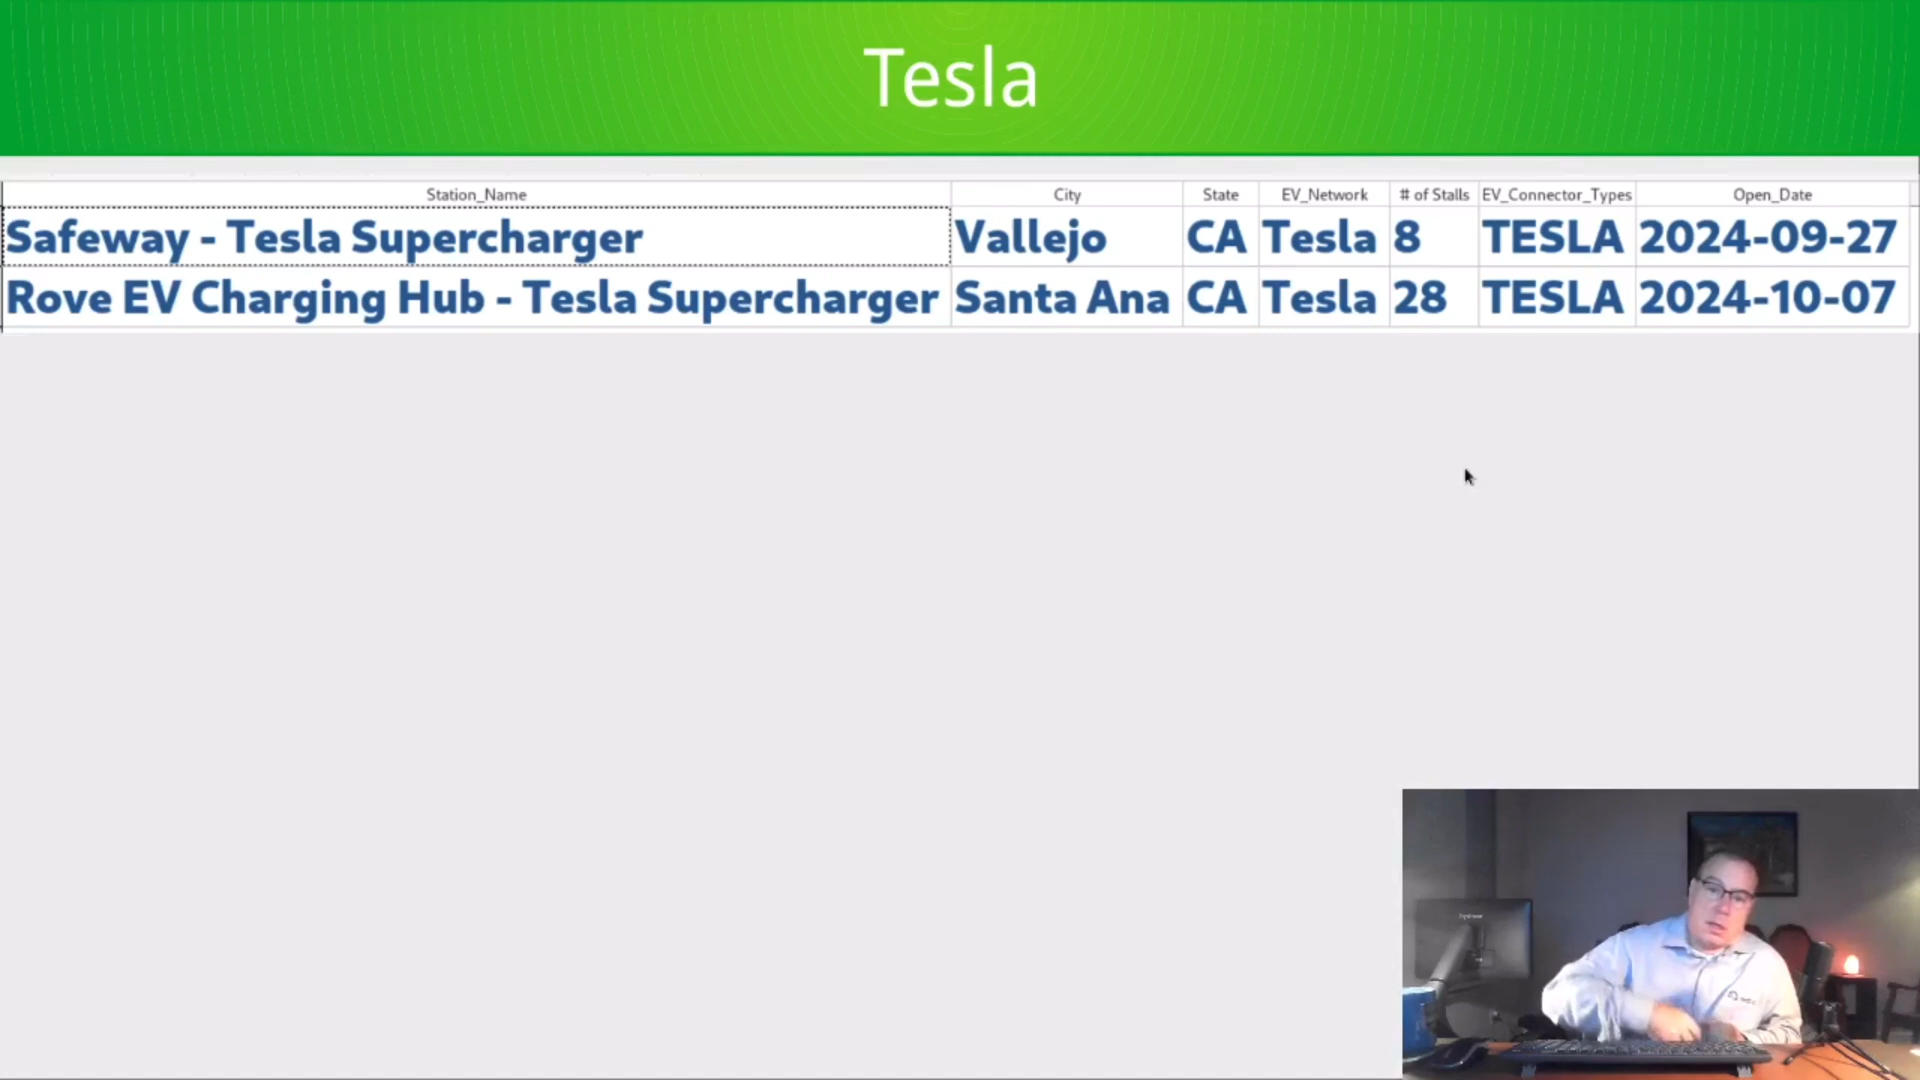 Tesla
Station_Name City State EV_Network # of Stalls EV_Connector_Types Open_Date
Safeway - Tesla Supercharger Vallejo CA Tesla 8 TESLA 2024-09-27
Rove EV Charging Hub - Tesla Supercharger Santa Ana CA Tesla 28 TESLA 2024-10-07